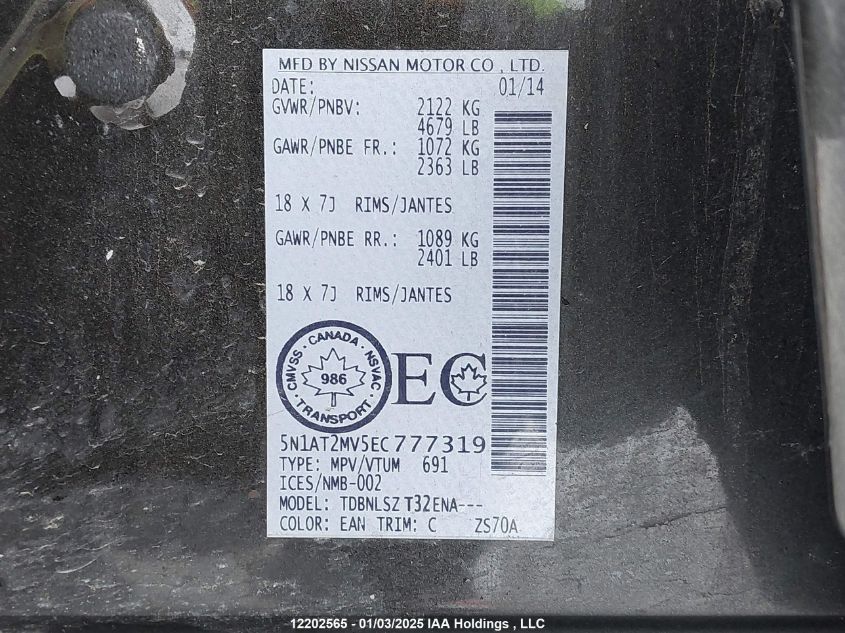 MFD BY NISSAN MOTOR CO , LTD.
DATE: 01/14
GVWR/PNBV: 2122 KG
4679 LB
GAWR/PNBE FR.: 1072 KG
2363 LB
18 X 7J RIMS/JANTES
GAWR/PNBE RR.: 1089 KG
2401 LB
18 X 7J RIMS/JANTES
CMVSS · CANADA · NSVAC · TRANSPORT ·
986
EC
5N1AT2MV5EC777319
TYPE: MPV/VTUM 691
ICES/NMB-002
MODEL: TDBNLSZ T32ENA---
COLOR: EAN TRIM: C ZS70A
12202565 - 01/03/2025 IAA Holdings , LLC